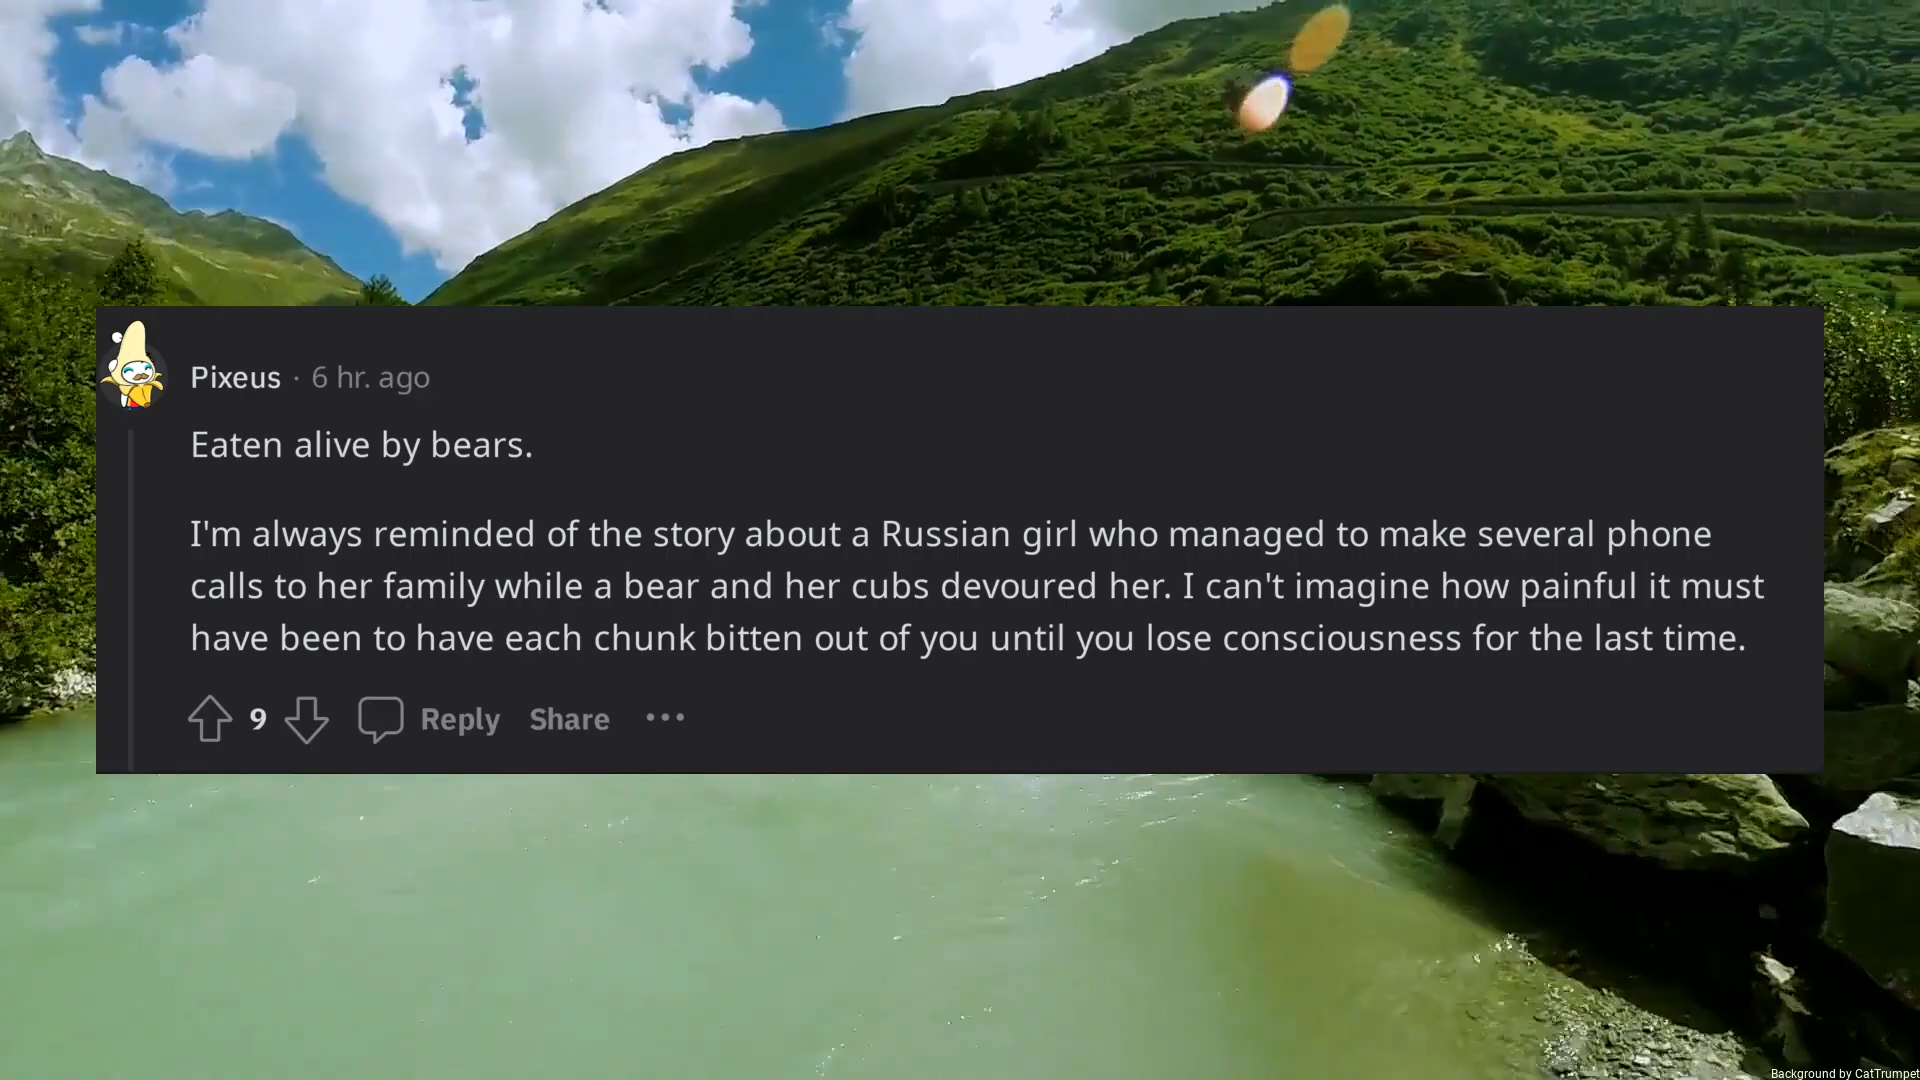 Pixeus · 6 hr. ago
Eaten alive by bears.
I'm always reminded of the story about a Russian girl who managed to make several phone
calls to her family while a bear and her cubs devoured her. I can't imagine how painful it must
have been to have each chunk bitten out of you until you lose consciousness for the last time.
9 Reply Share ···
Background by CatTrumpet